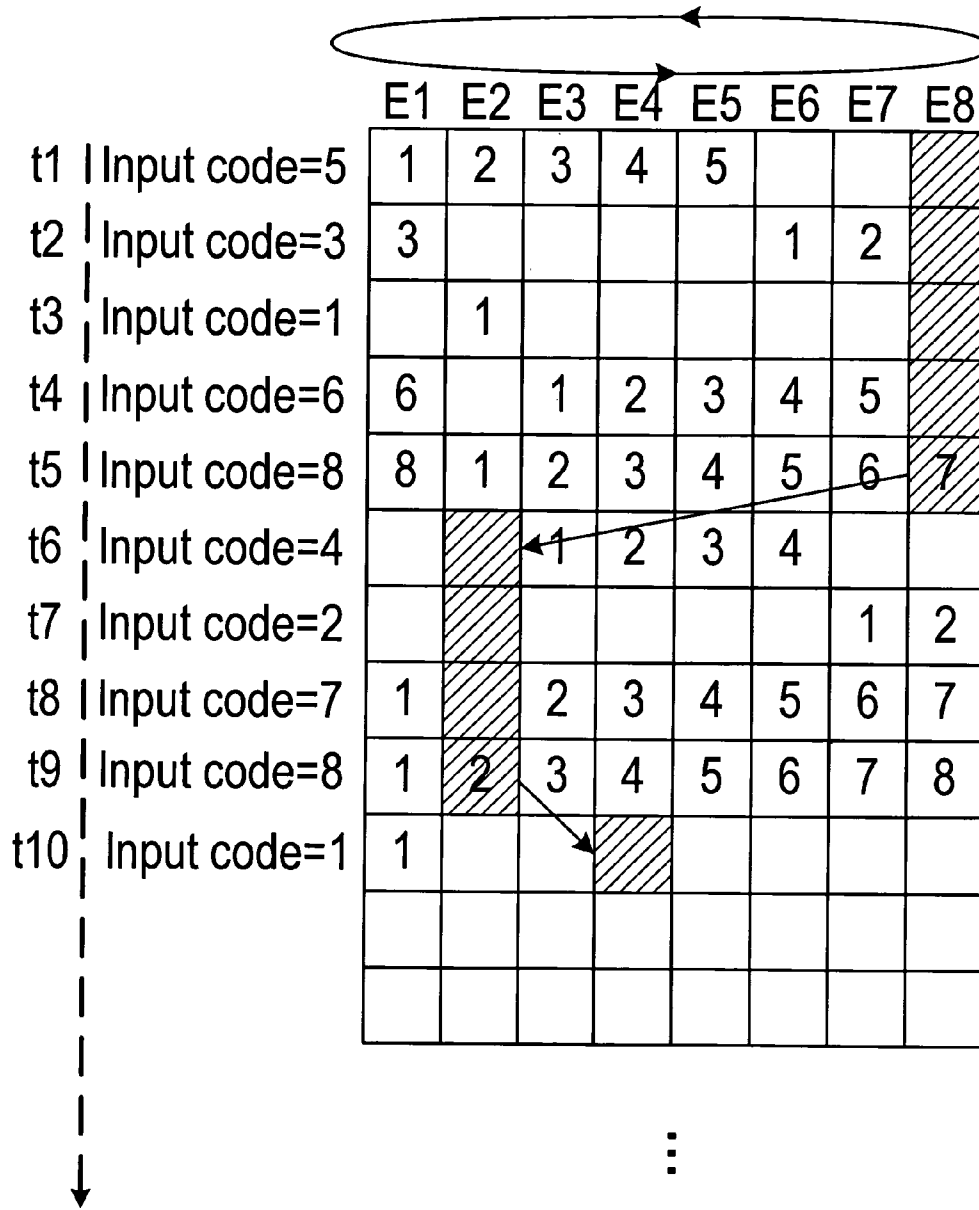 E1 E2 E3 E4 E5 E6 E7 E8
t1 Input code=5 1 2 3 4 5
t2 Input code=3 3 1 2
t3 Input code=1 1
t4 Input code=6 6 1 2 3 4 5
t5 Input code=8 8 1 2 3 4 5 6 7
t6 Input code=4 1 2 3 4
t7 Input code=2 1 2
t8 Input code=7 1 2 3 4 5 6 7
t9 Input code=8 1 2 3 4 5 6 7 8
t10 Input code=1 1